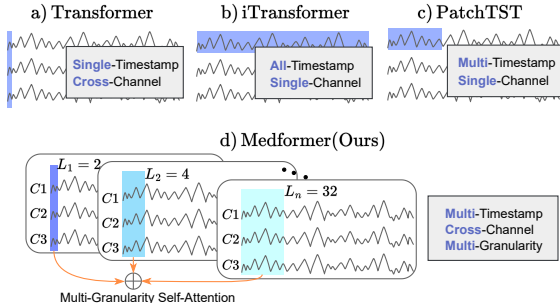 a) Transformer
Single-Timestamp
Cross-Channel
b) iTransformer
All-Timestamp
Single-Channel
c) PatchTST
Multi-Timestamp
Single-Channel
d) Medformer(Ours)
L₁ = 2
C1
C2
C3
L₂ = 4
C1
C2
C3
Lₙ = 32
C1
C2
C3
Multi-Granularity Self-Attention
Multi-Timestamp
Cross-Channel
Multi-Granularity